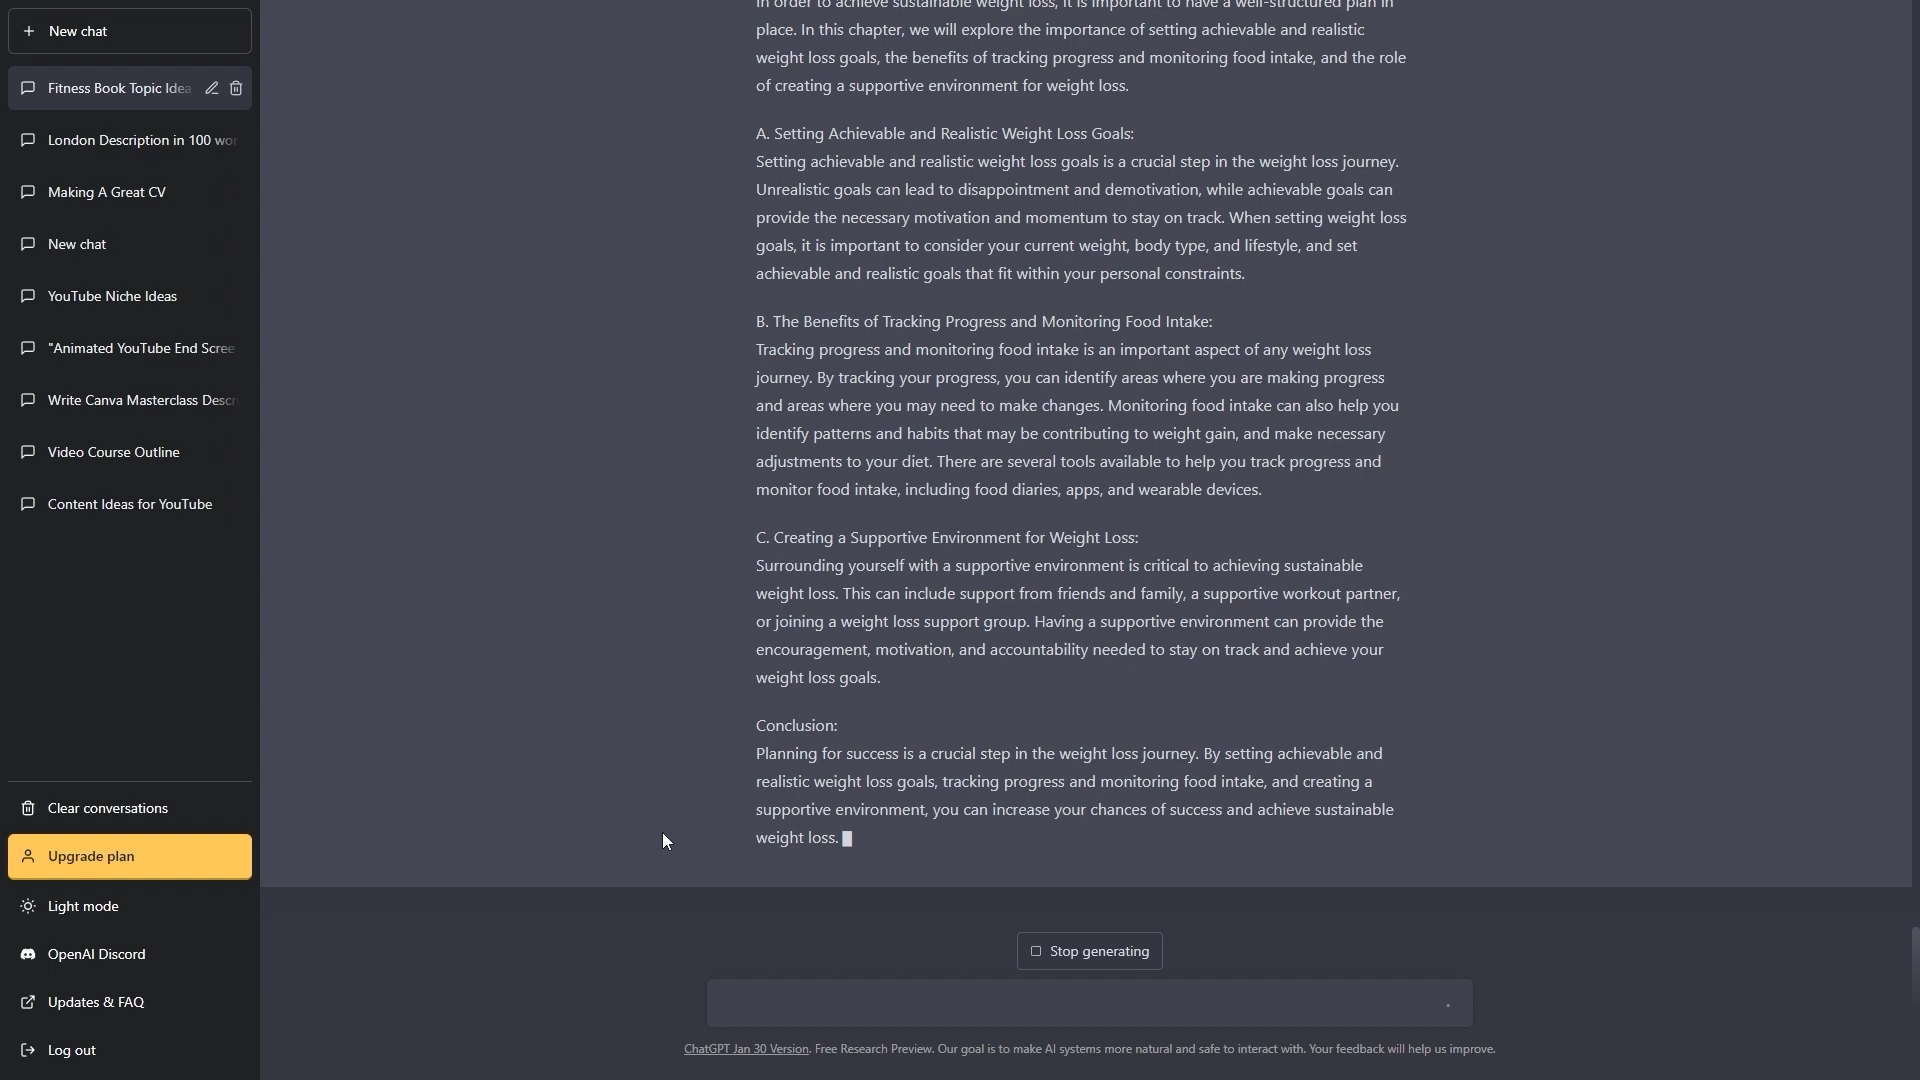 New chat
Fitness Book Topic Idea
London Description in 100 wor
Making A Great CV
New chat
YouTube Niche Ideas
"Animated YouTube End Scree
Write Canva Masterclass Descri
Video Course Outline
Content Ideas for YouTube
Clear conversations
Upgrade plan
Light mode
OpenAI Discord
Updates & FAQ
Log out
In order to achieve sustainable weight loss, it is important to have a well-structured plan in
place. In this chapter, we will explore the importance of setting achievable and realistic
weight loss goals, the benefits of tracking progress and monitoring food intake, and the role
of creating a supportive environment for weight loss.
A. Setting Achievable and Realistic Weight Loss Goals:
Setting achievable and realistic weight loss goals is a crucial step in the weight loss journey.
Unrealistic goals can lead to disappointment and demotivation, while achievable goals can
provide the necessary motivation and momentum to stay on track. When setting weight loss
goals, it is important to consider your current weight, body type, and lifestyle, and set
achievable and realistic goals that fit within your personal constraints.
B. The Benefits of Tracking Progress and Monitoring Food Intake:
Tracking progress and monitoring food intake is an important aspect of any weight loss
journey. By tracking your progress, you can identify areas where you are making progress
and areas where you may need to make changes. Monitoring food intake can also help you
identify patterns and habits that may be contributing to weight gain, and make necessary
adjustments to your diet. There are several tools available to help you track progress and
monitor food intake, including food diaries, apps, and wearable devices.
C. Creating a Supportive Environment for Weight Loss:
Surrounding yourself with a supportive environment is critical to achieving sustainable
weight loss. This can include support from friends and family, a supportive workout partner,
or joining a weight loss support group. Having a supportive environment can provide the
encouragement, motivation, and accountability needed to stay on track and achieve your
weight loss goals.
Conclusion:
Planning for success is a crucial step in the weight loss journey. By setting achievable and
realistic weight loss goals, tracking progress and monitoring food intake, and creating a
supportive environment, you can increase your chances of success and achieve sustainable
weight loss.
Stop generating
ChatGPT Jan 30 Version. Free Research Preview. Our goal is to make AI systems more natural and safe to interact with. Your feedback will help us improve.